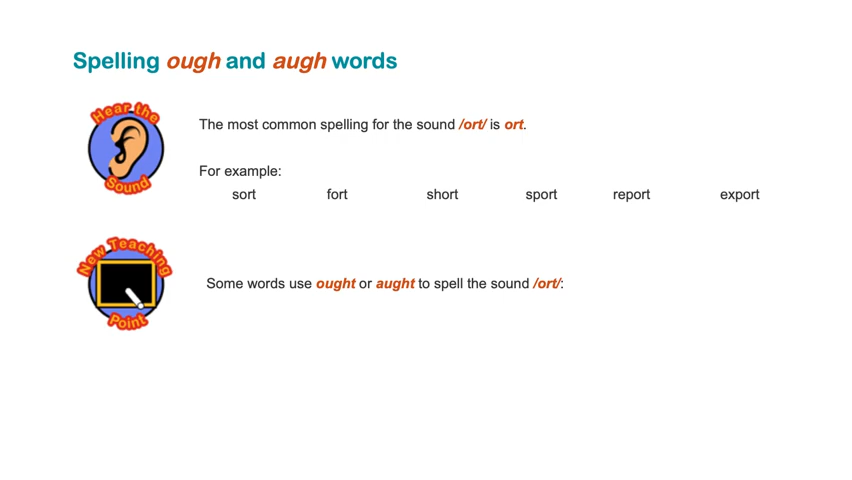 Spelling ough and augh words
Hear the
Sound
The most common spelling for the sound /ort/ is ort.
For example:
sort fort short sport report export
New Teaching
Point
Some words use ought or aught to spell the sound /ort/: